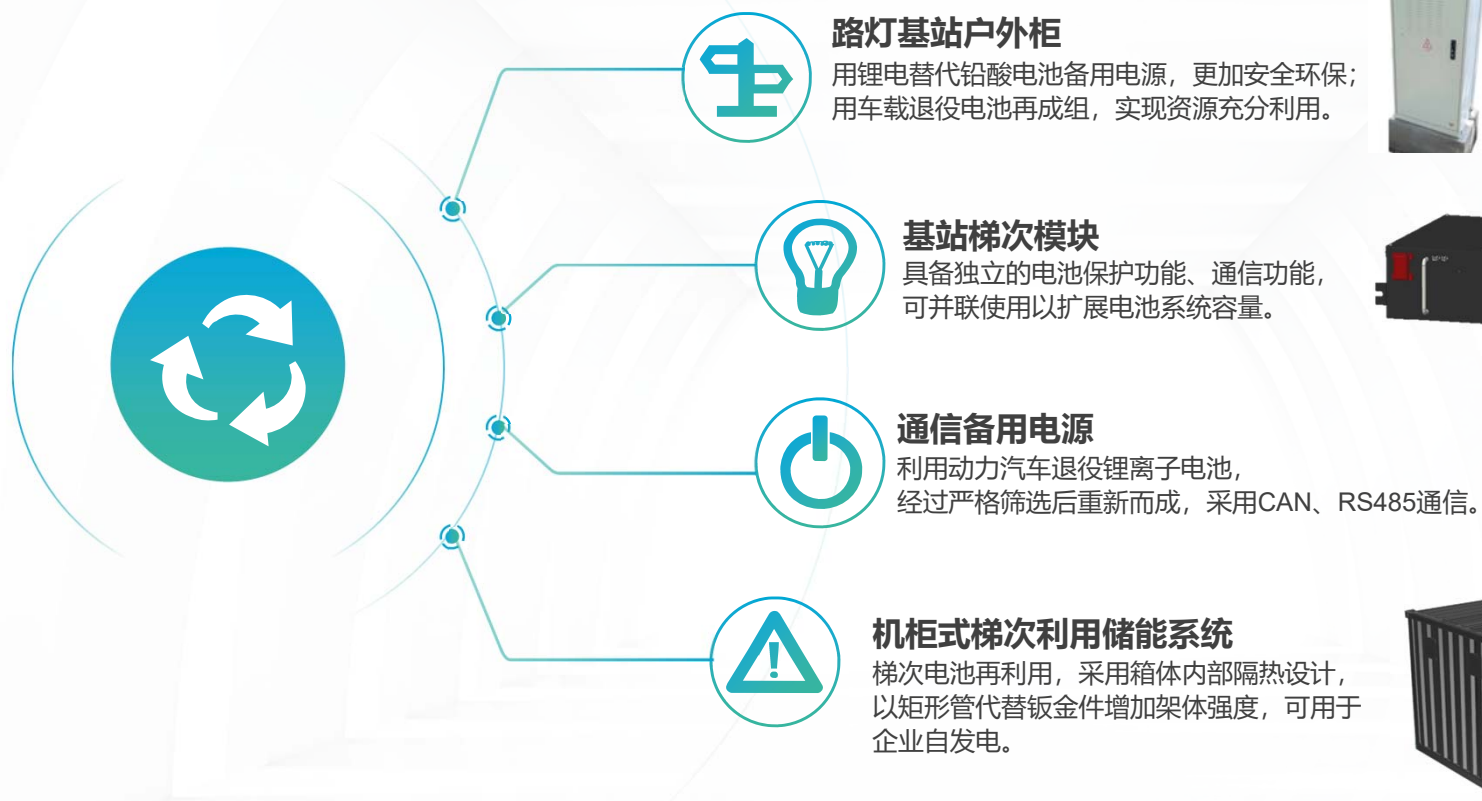 路灯基站户外柜
用锂电替代铅酸电池备用电源，更加安全环保；
用车载退役电池再成组，实现资源充分利用。
基站梯次模块
具备独立的电池保护功能、通信功能，
可并联使用以扩展电池系统容量。
通信备用电源
利用动力汽车退役锂离子电池，
经过严格筛选后重新而成，采用CAN、RS485通信。
机柜式梯次利用储能系统
梯次电池再利用，采用箱体内部隔热设计，
以矩形管代替钣金件增加架体强度，可用于
企业自发电。